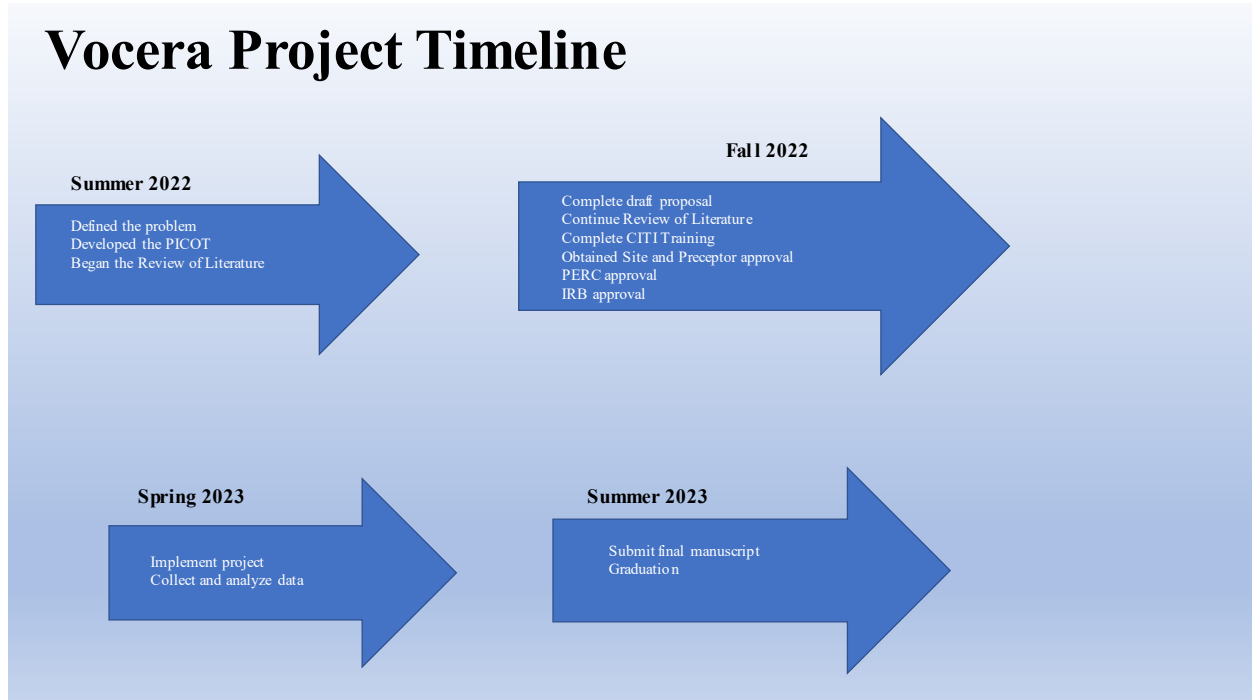 Vocera Project Timeline
Summer 2022
Defined the problem
Developed the PICOT
Began the Review of Literature
Fall 2022
Complete draft proposal
Continue Review of Literature
Complete CITI Training
Obtained Site and Preceptor approval
PERC approval
IRB approval
Spring 2023
Implement project
Collect and analyze data
Summer 2023
Submit final manuscript
Graduation